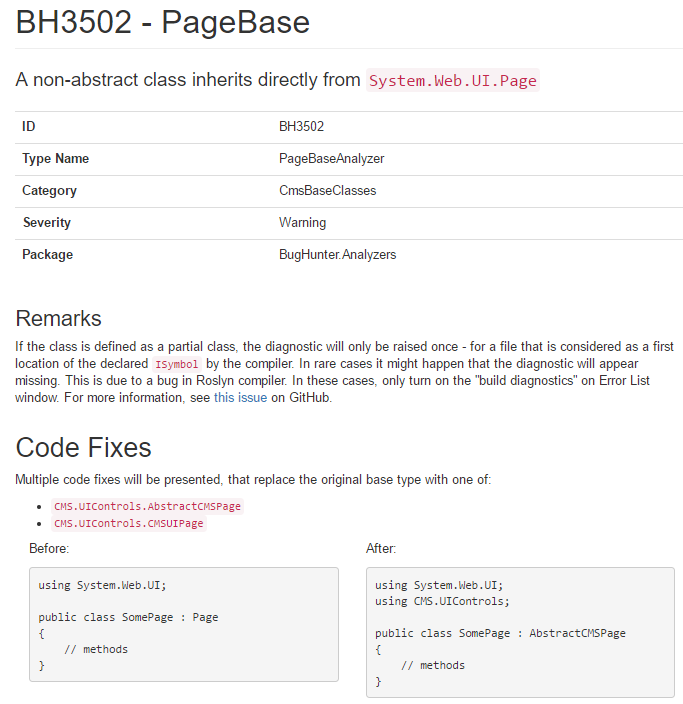 BH3502 - PageBase
A non-abstract class inherits directly from System.Web.UI.Page
ID BH3502
Type Name PageBaseAnalyzer
Category CmsBaseClasses
Severity Warning
Package BugHunter.Analyzers
Remarks
If the class is defined as a partial class, the diagnostic will only be raised once - for a file that is considered as a first
location of the declared ISymbol by the compiler. In rare cases it might happen that the diagnostic will appear
missing. This is due to a bug in Roslyn compiler. In these cases, only turn on the "build diagnostics" on Error List
window. For more information, see this issue on GitHub.
Code Fixes
Multiple code fixes will be presented, that replace the original base type with one of:
• CMS.UIControls.AbstractCMSPage
• CMS.UIControls.CMSUIPage
Before:
using System.Web.UI;
public class SomePage : Page
{
// methods
}
After:
using System.Web.UI;
using CMS.UIControls;
public class SomePage : AbstractCMSPage
{
// methods
}